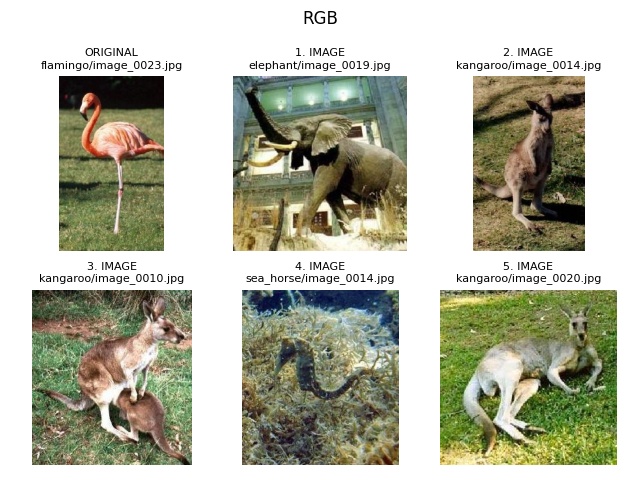 RGB
ORIGINAL
flamingo/image_0023.jpg
1. IMAGE
elephant/image_0019.jpg
2. IMAGE
kangaroo/image_0014.jpg
3. IMAGE
kangaroo/image_0010.jpg
4. IMAGE
sea_horse/image_0014.jpg
5. IMAGE
kangaroo/image_0020.jpg